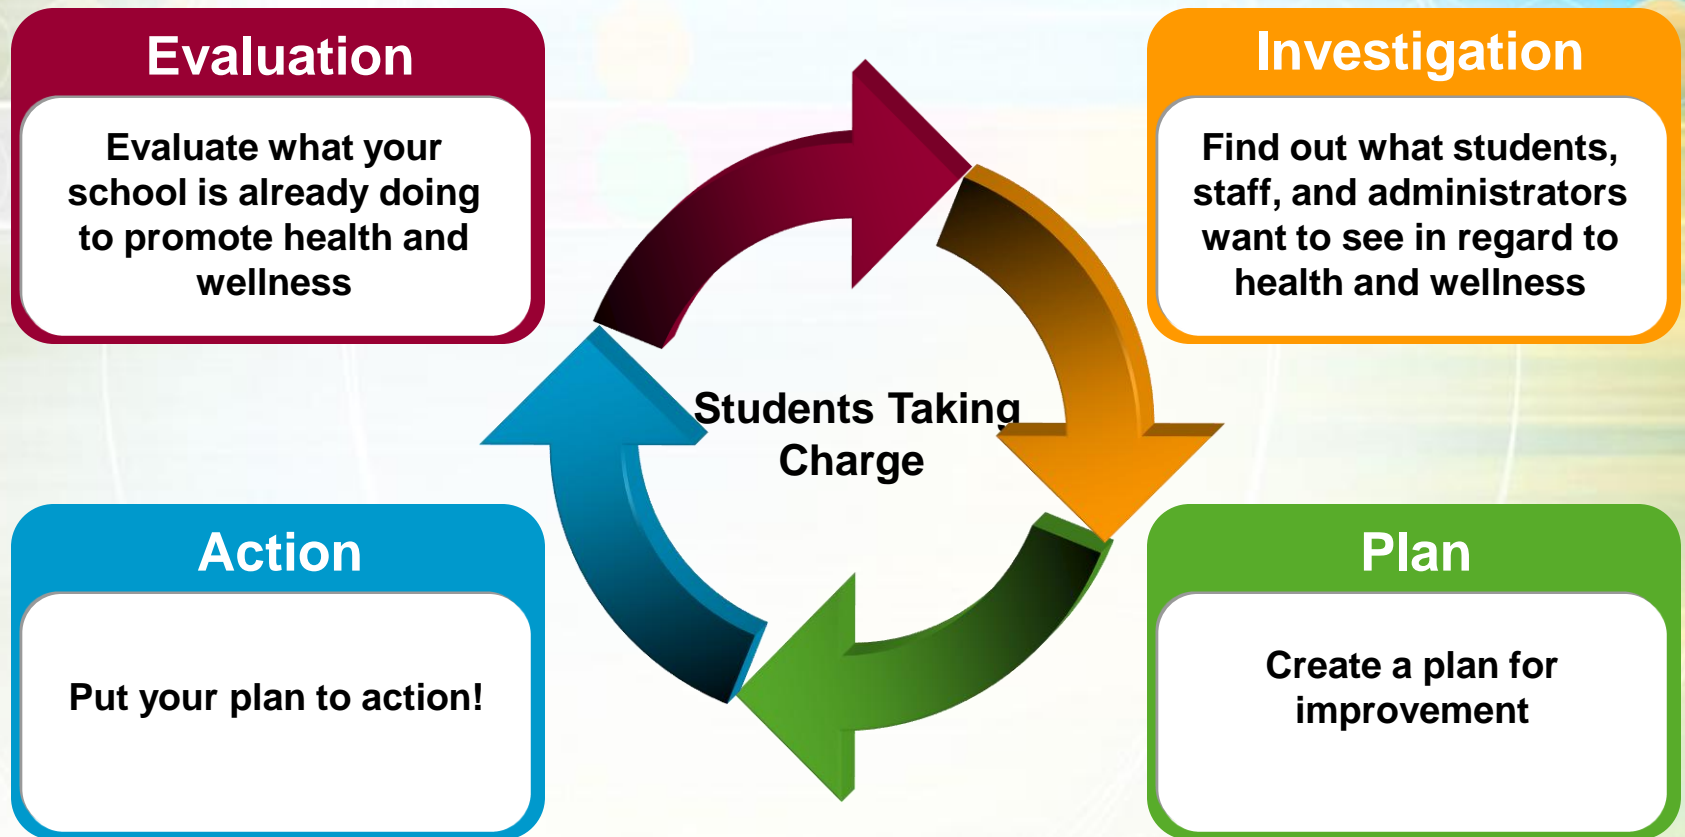 Evaluation
Evaluate what your
school is already doing
to promote health and
wellness
Investigation
Find out what students,
staff, and administrators
want to see in regard to
health and wellness
Students Taking
Charge
Action
Put your plan to action!
Plan
Create a plan for
improvement